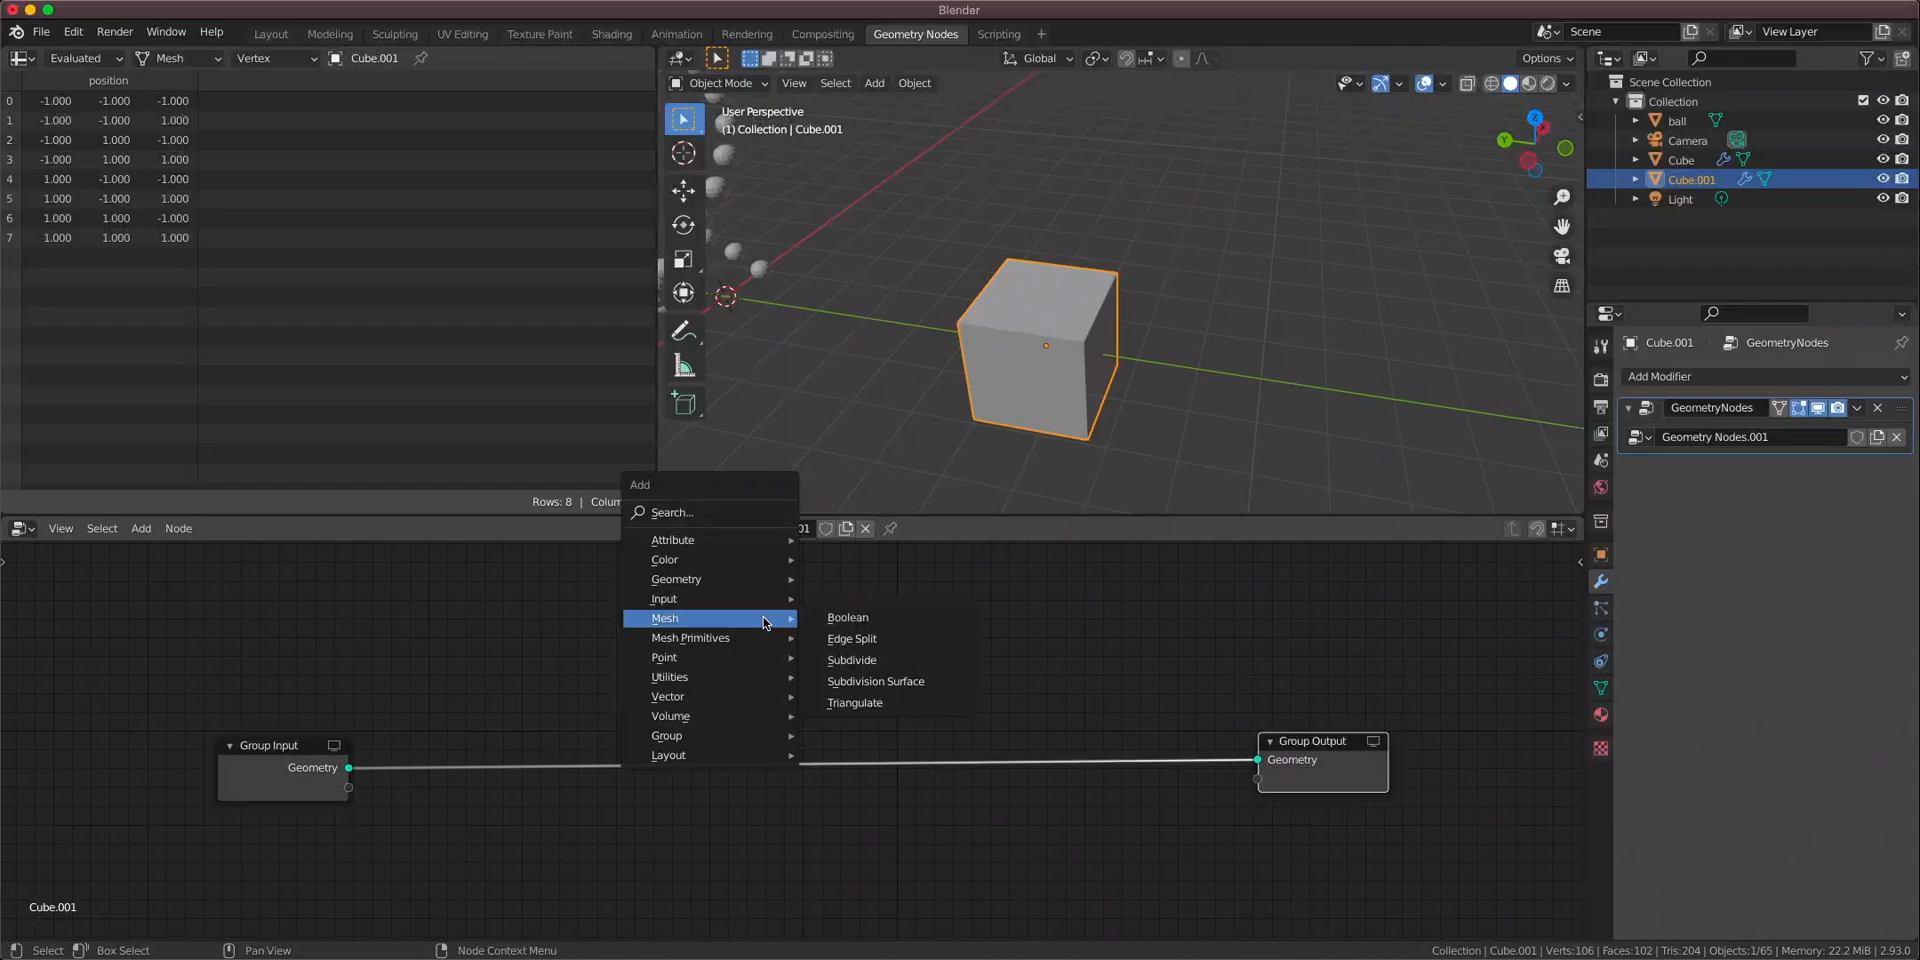 Blender
File Edit Render Window Help Layout Modeling Sculpting UV Editing Texture Paint Shading Animation Rendering Compositing Geometry Nodes Scripting + Scene View Layer
Evaluated Mesh Vertex Cube.001
position
0 -1.000 -1.000 -1.000
1 -1.000 -1.000 1.000
2 -1.000 1.000 -1.000
3 -1.000 1.000 1.000
4 1.000 -1.000 -1.000
5 1.000 -1.000 1.000
6 1.000 1.000 -1.000
7 1.000 1.000 1.000
Rows: 8 | Colum
Global Options
Object Mode View Select Add Object
User Perspective
(1) Collection | Cube.001
Z
Y
X
Scene Collection
Collection
ball
Camera
Cube
Cube.001
Light
Cube.001 GeometryNodes
Add Modifier
GeometryNodes
Geometry Nodes.001
View Select Add Node 01
Add
Search...
Attribute
Color
Geometry
Input
Mesh
Mesh Primitives
Point
Utilities
Vector
Volume
Group
Layout
Boolean
Edge Split
Subdivide
Subdivision Surface
Triangulate
Group Input
Geometry
Group Output
Geometry
Cube.001
Select Box Select Pan View Node Context Menu Collection | Cube.001 | Verts:106 | Faces:102 | Tris:204 | Objects:1/65 | Memory: 22.2 MiB | 2.93.0